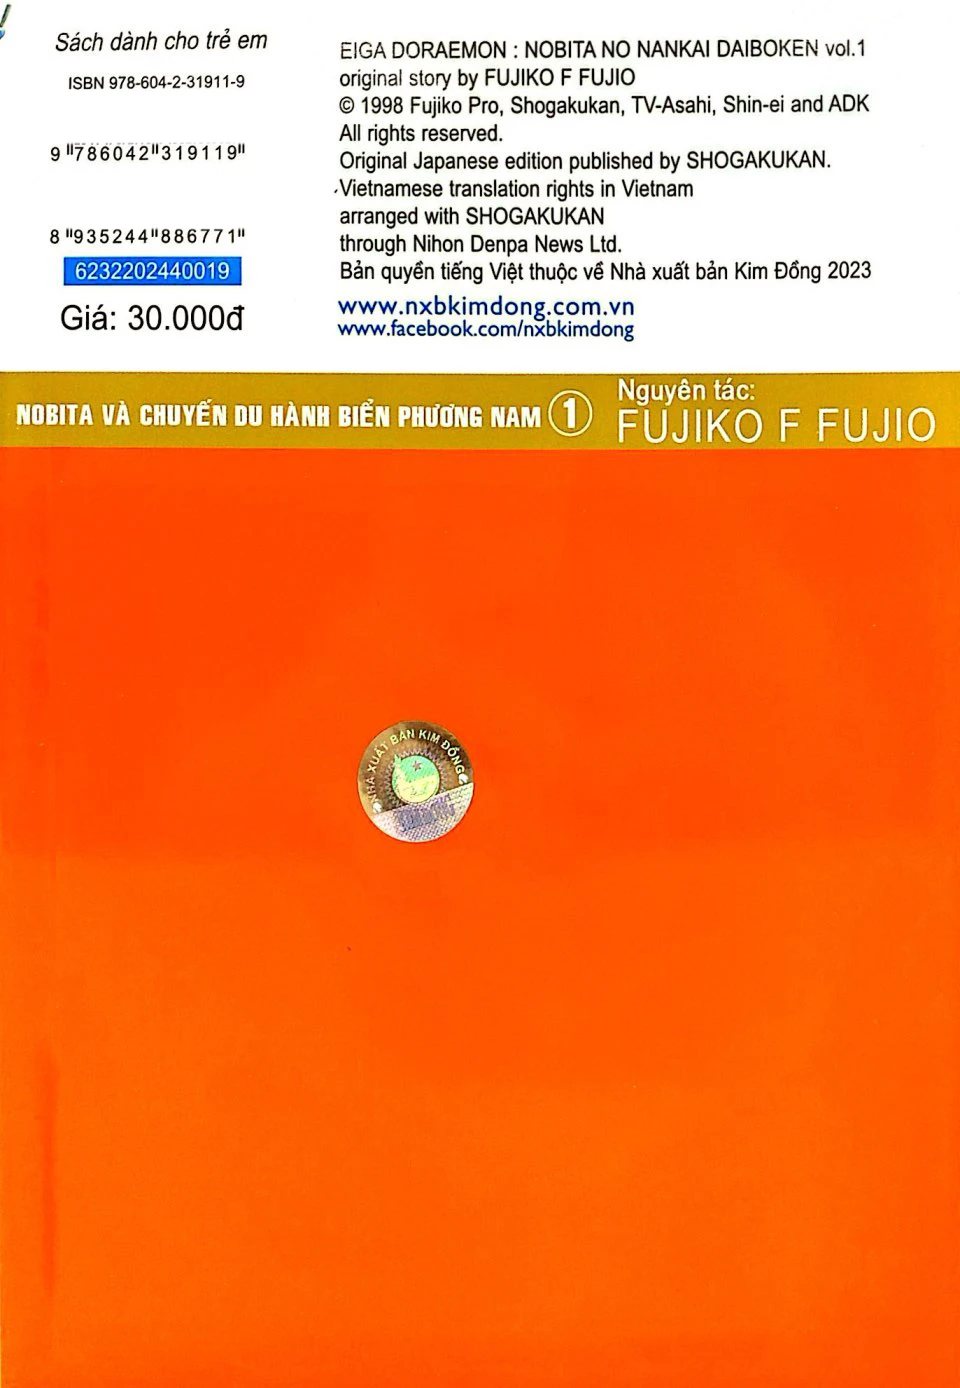 Sách dành cho trẻ em
ISBN 978-604-2-31911-9
9 786042 319119
8 935244 886771
6232202440019
Giá: 30.000đ
EIGA DORAEMON : NOBITA NO NANKAI DAIBOKEN vol.1
original story by FUJIKO F FUJIO
© 1998 Fujiko Pro, Shogakukan, TV-Asahi, Shin-ei and ADK
All rights reserved.
Original Japanese edition published by SHOGAKUKAN.
Vietnamese translation rights in Vietnam
arranged with SHOGAKUKAN
through Nihon Denpa News Ltd.
Bản quyền tiếng Việt thuộc về Nhà xuất bản Kim Đồng 2023
www.nxbkimdong.com.vn
www.facebook.com/nxbkimdong
NOBITA VÀ CHUYẾN DU HÀNH BIỂN PHƯƠNG NAM 1
Nguyên tác:
FUJIKO F FUJIO
NHÀ XUẤT BẢN KIM ĐỒNG